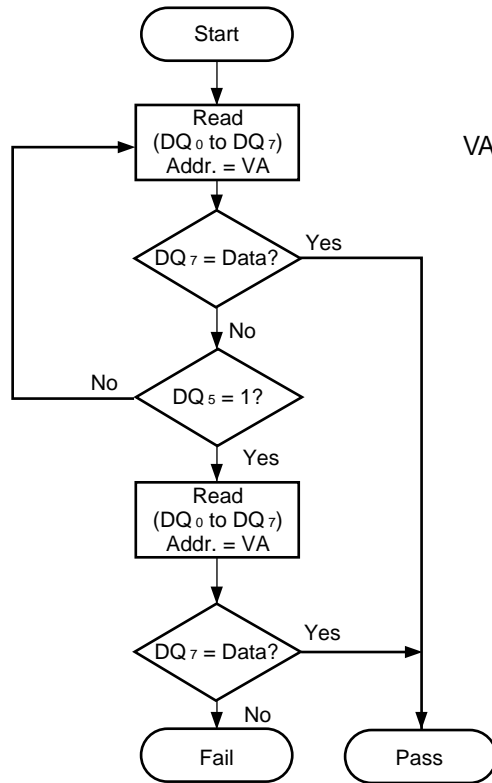 Start
Read
(DQ0 to DQ7)
Addr. = VA
VA
DQ7 = Data?
Yes
No
DQ5 = 1?
No
Yes
Read
(DQ0 to DQ7)
Addr. = VA
DQ7 = Data?
Yes
No
Fail
Pass